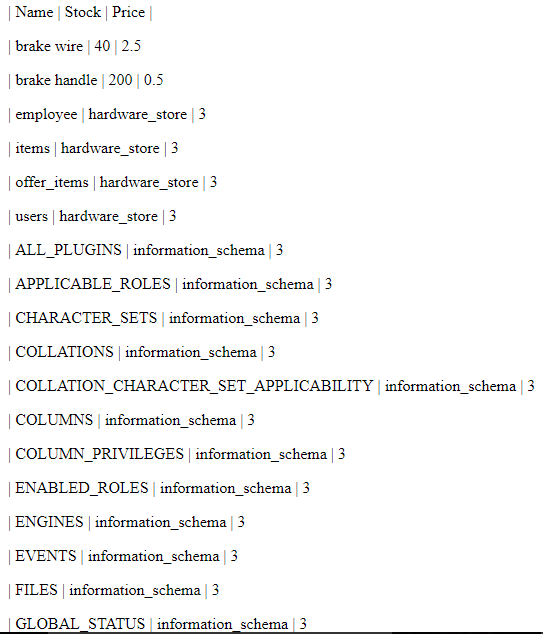 | Name | Stock | Price |
| brake wire | 40 | 2.5
| brake handle | 200 | 0.5
| employee | hardware_store | 3
| items | hardware_store | 3
| offer_items | hardware_store | 3
| users | hardware_store | 3
| ALL_PLUGINS | information_schema | 3
| APPLICABLE_ROLES | information_schema | 3
| CHARACTER_SETS | information_schema | 3
| COLLATIONS | information_schema | 3
| COLLATION_CHARACTER_SET_APPLICABILITY | information_schema | 3
| COLUMNS | information_schema | 3
| COLUMN_PRIVILEGES | information_schema | 3
| ENABLED_ROLES | information_schema | 3
| ENGINES | information_schema | 3
| EVENTS | information_schema | 3
| FILES | information_schema | 3
| GLOBAL_STATUS | information_schema | 3